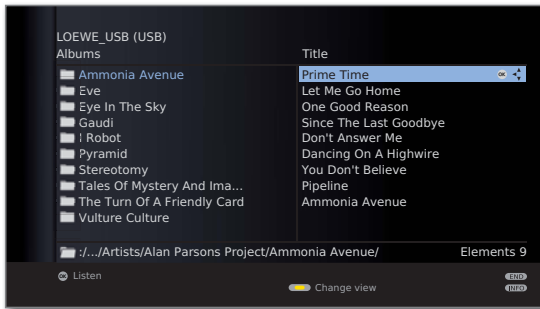 LOEWE_USB (USB)
Albums
Title
Ammonia Avenue
Eve
Eye In The Sky
Gaudi
I Robot
Pyramid
Stereotomy
Tales Of Mystery And Ima...
The Turn Of A Friendly Card
Vulture Culture
Prime Time
OK
Let Me Go Home
One Good Reason
Since The Last Goodbye
Don't Answer Me
Dancing On A Highwire
You Don't Believe
Pipeline
Ammonia Avenue
:/.../Artists/Alan Parsons Project/Ammonia Avenue/
Elements 9
OK Listen
END
Change view
INFO